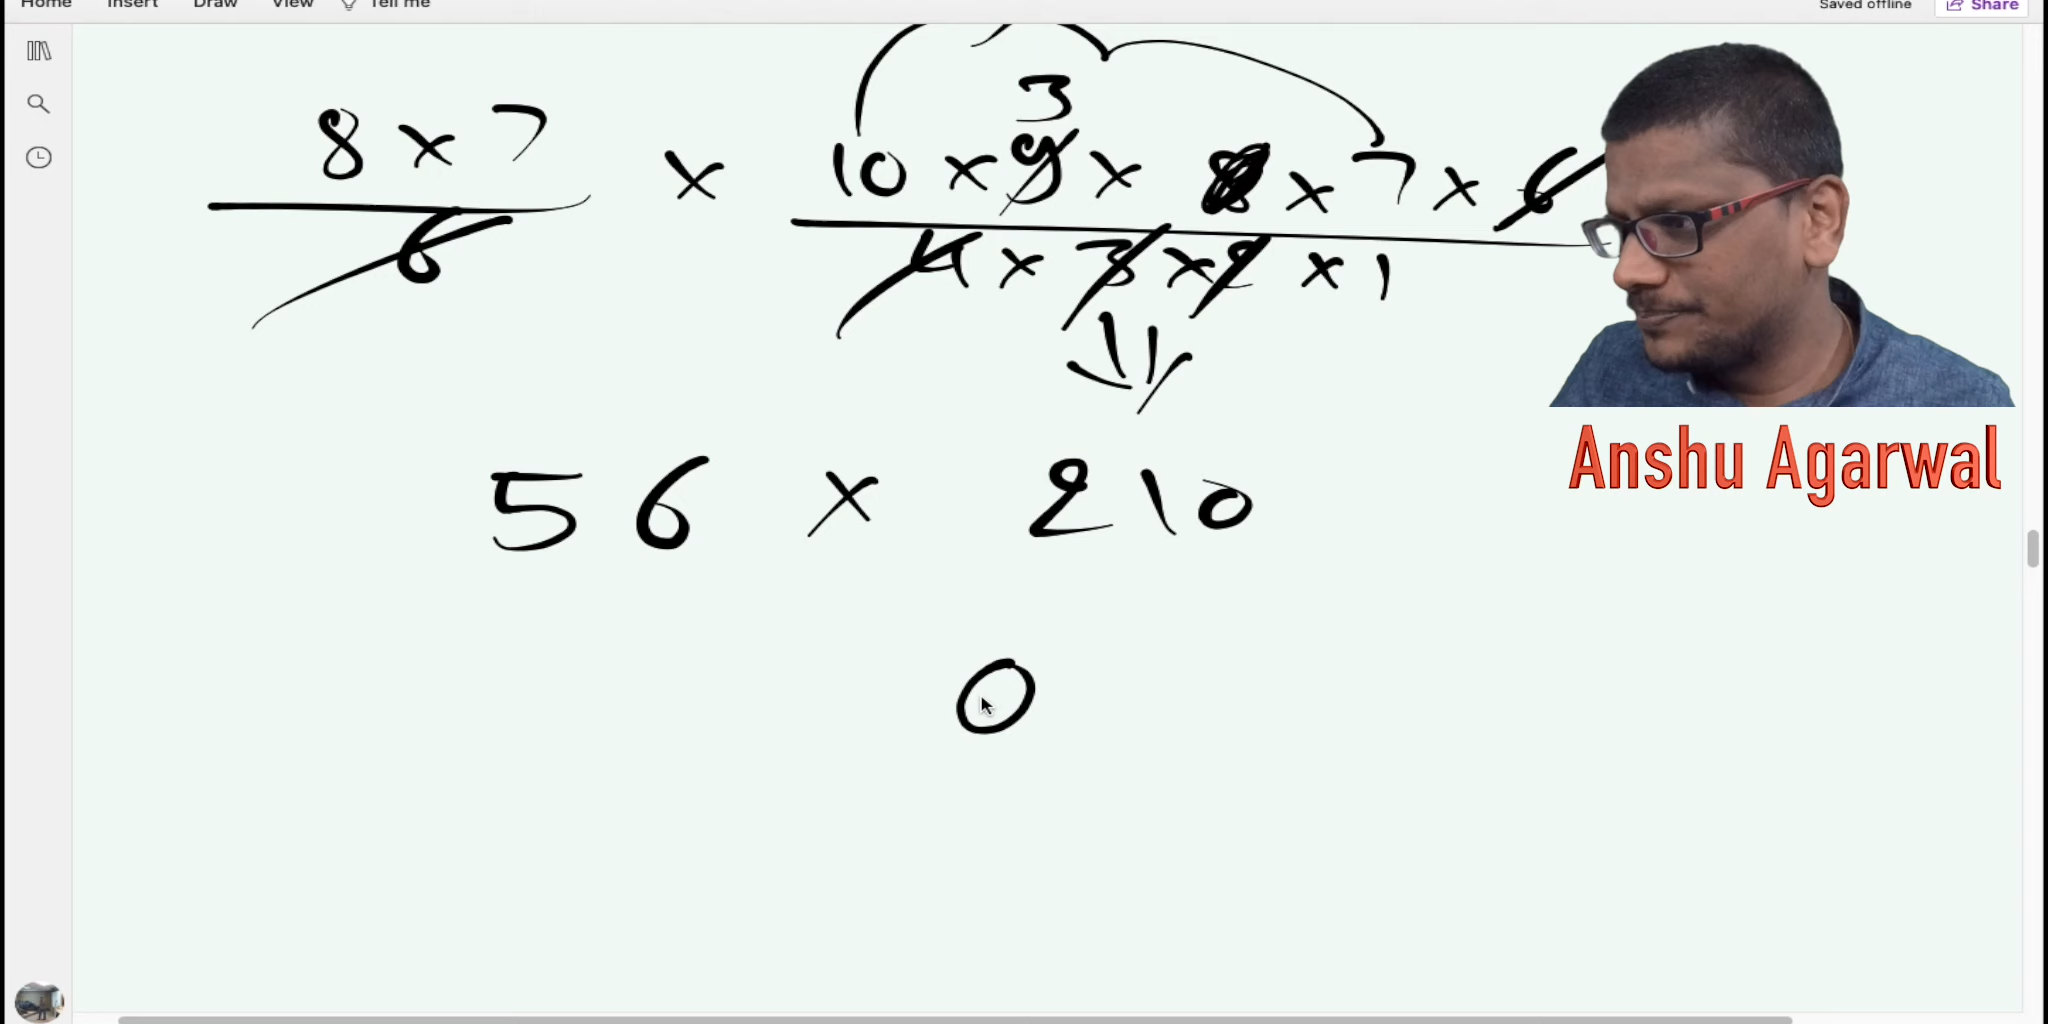 Home Insert Draw View Tell me Saved offline Share
3
8 x 7 x 10 x 9 x 8 x 7 x 6
6 4 x 3 x 2 x 1
56 x 210
0
Anshu Agarwal